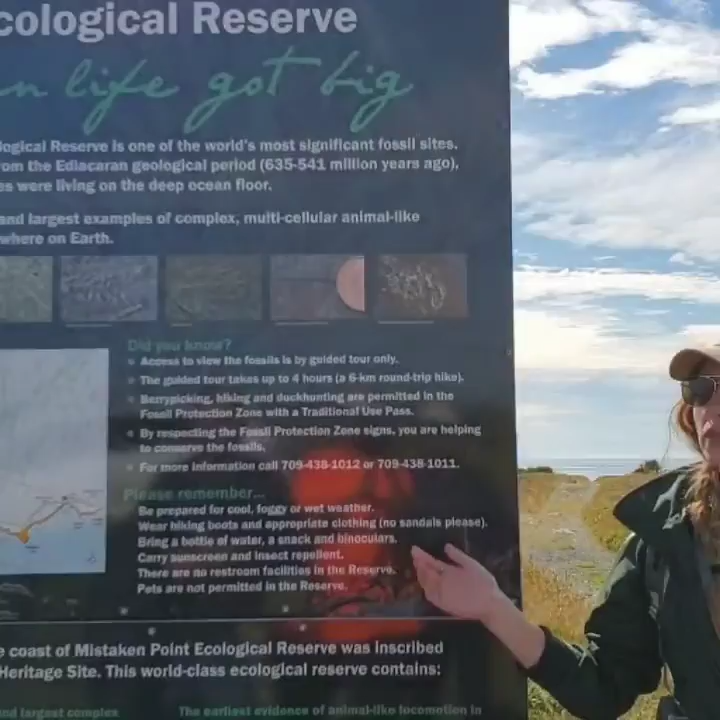 cological Reserve
n life got big
logical Reserve is one of the world's most significant fossil sites.
om the Ediacaran geological period (635-541 million years ago),
es were living on the deep ocean floor.
and largest examples of complex, multi-cellular animal-like
where on Earth.
Did you know?
Access to view the fossils is by guided tour only.
The guided tour takes up to 4 hours (a 6-km round-trip hike).
Berrypicking, hiking and duckhunting are permitted in the
Fossil Protection Zone with a Traditional Use Pass.
By respecting the Fossil Protection Zone signs, you are helping
to conserve the fossils.
For more information call 709-438-1012 or 709-438-1011.
Please remember...
Be prepared for cool, foggy or wet weather.
Wear hiking boots and appropriate clothing (no sandals please).
Bring a bottle of water, a snack and binoculars.
Carry sunscreen and insect repellent.
There are no restroom facilities in the Reserve.
Pets are not permitted in the Reserve.
e coast of Mistaken Point Ecological Reserve was inscribed
Heritage Site. This world-class ecological reserve contains:
nd largest complex
The earliest evidence of animal-like locomotion in